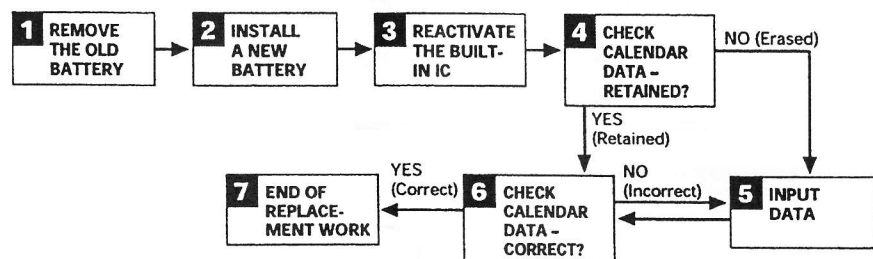 1 REMOVE
THE OLD
BATTERY
2 INSTALL
A NEW
BATTERY
3 REACTIVATE
THE BUILT-
IN IC
4 CHECK
CALENDAR
DATA –
RETAINED?
NO (Erased)
YES
(Retained)
7 END OF
REPLACE-
MENT WORK
YES
(Correct)
6 CHECK
CALENDAR
DATA –
CORRECT?
NO
(Incorrect)
5 INPUT
DATA